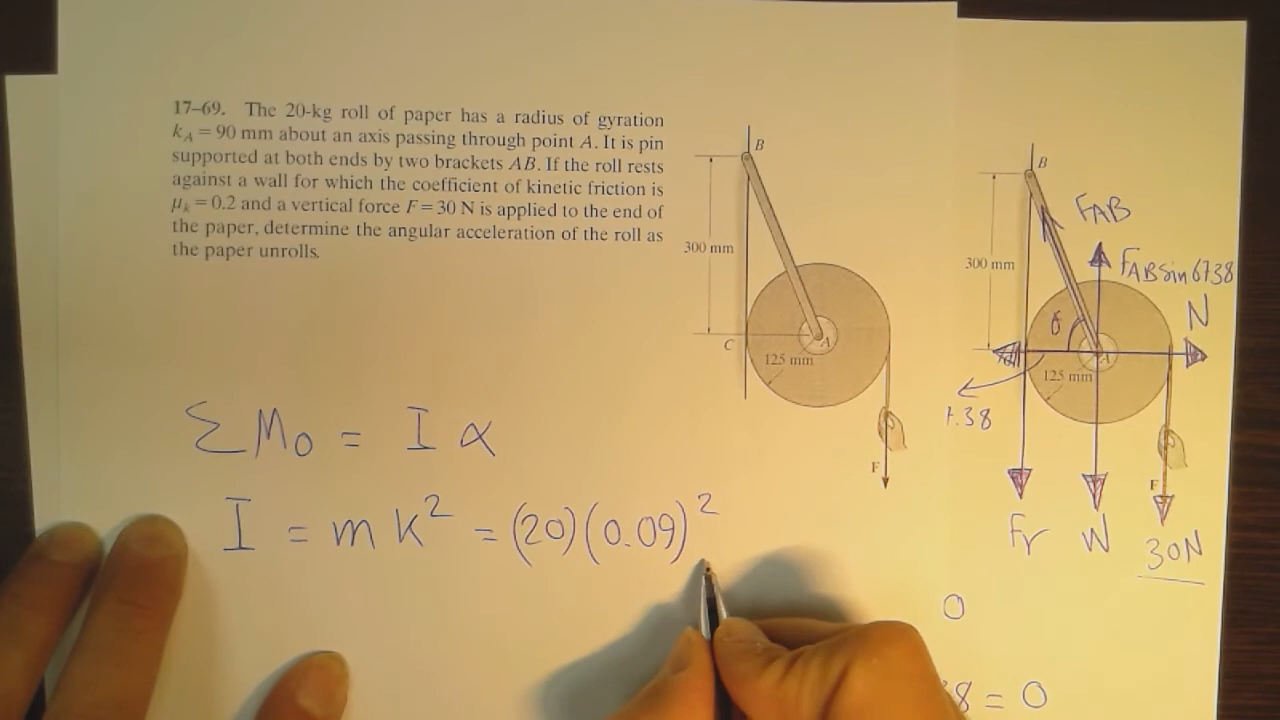 17–69. The 20-kg roll of paper has a radius of gyration
kA = 90 mm about an axis passing through point A. It is pin
supported at both ends by two brackets AB. If the roll rests
against a wall for which the coefficient of kinetic friction is
μk = 0.2 and a vertical force F = 30 N is applied to the end of
the paper, determine the angular acceleration of the roll as
the paper unrolls.
B
300 mm
C
A
125 mm
F
B
FAB
300 mm
FAB sin 67.38
N
θ
A
125 mm
7.38
F
Fr
W
30N
ΣMo = I α
I = m k² = (20)(0.09)²
0
8 = 0